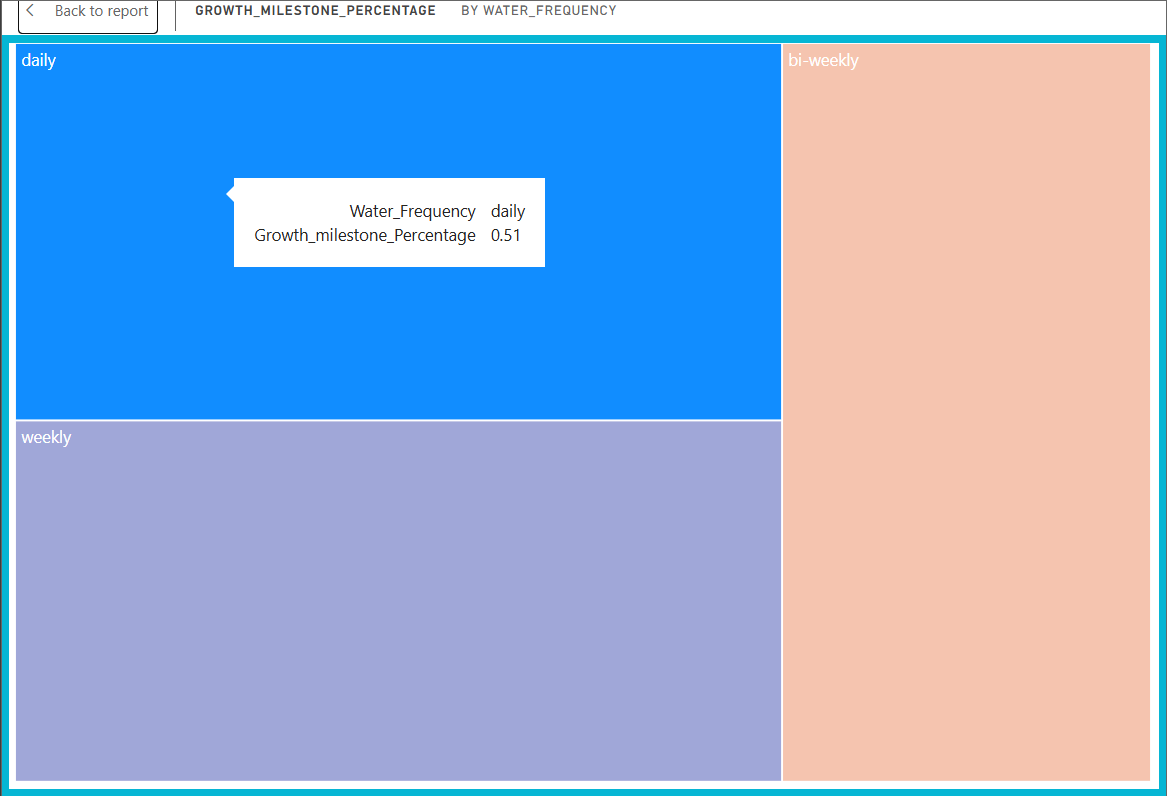 Back to report
GROWTH_MILESTONE_PERCENTAGE BY WATER_FREQUENCY
daily
bi-weekly
Water_Frequency daily
Growth_milestone_Percentage 0.51
weekly